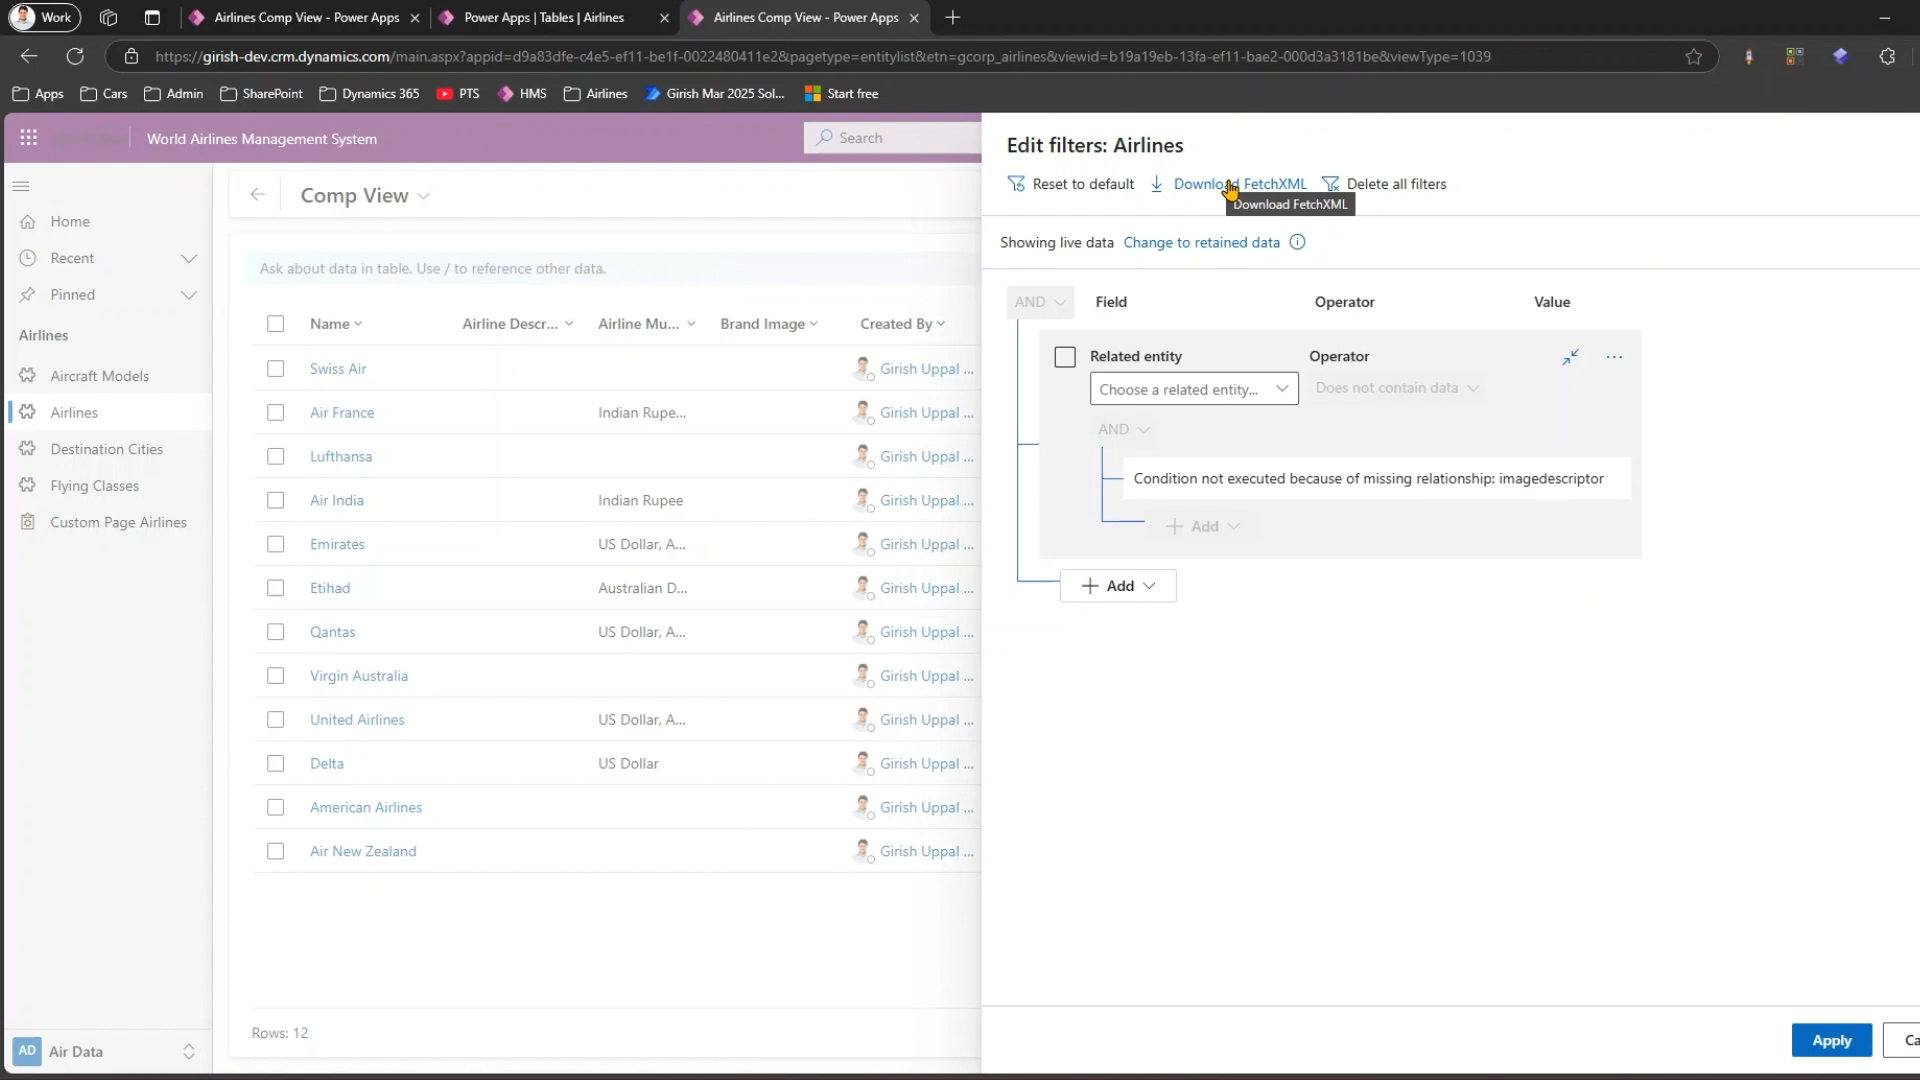 Work
Airlines Comp View - Power Apps
Power Apps | Tables | Airlines
Airlines Comp View - Power Apps
https://girish-dev.crm.dynamics.com/main.aspx?appid=d9a83dfe-c4e5-ef11-be1f-0022480411e2&pagetype=entitylist&etn=gcorp_airlines&viewid=b19a19eb-13fa-ef11-bae2-000d3a3181be&viewType=1039
Apps Cars Admin SharePoint Dynamics 365 PTS HMS Airlines Girish Mar 2025 Sol... Start free
World Airlines Management System
Search
Home
Recent
Pinned
Airlines
Aircraft Models
Airlines
Destination Cities
Flying Classes
Custom Page Airlines
AD Air Data
Comp View
Ask about data in table. Use / to reference other data.
Name Airline Descr... Airline Mu... Brand Image Created By
Swiss Air Girish Uppal ...
Air France Indian Rupe... Girish Uppal ...
Lufthansa Girish Uppal ...
Air India Indian Rupee Girish Uppal ...
Emirates US Dollar, A... Girish Uppal ...
Etihad Australian D... Girish Uppal ...
Qantas US Dollar, A... Girish Uppal ...
Virgin Australia Girish Uppal ...
United Airlines US Dollar, A... Girish Uppal ...
Delta US Dollar Girish Uppal ...
American Airlines Girish Uppal ...
Air New Zealand Girish Uppal ...
Rows: 12
Edit filters: Airlines
Reset to default Download FetchXML Delete all filters
Download FetchXML
Showing live data Change to retained data
AND Field Operator Value
Related entity Operator
Choose a related entity... Does not contain data
AND
Condition not executed because of missing relationship: imagedescriptor
Add
Add
Apply Ca